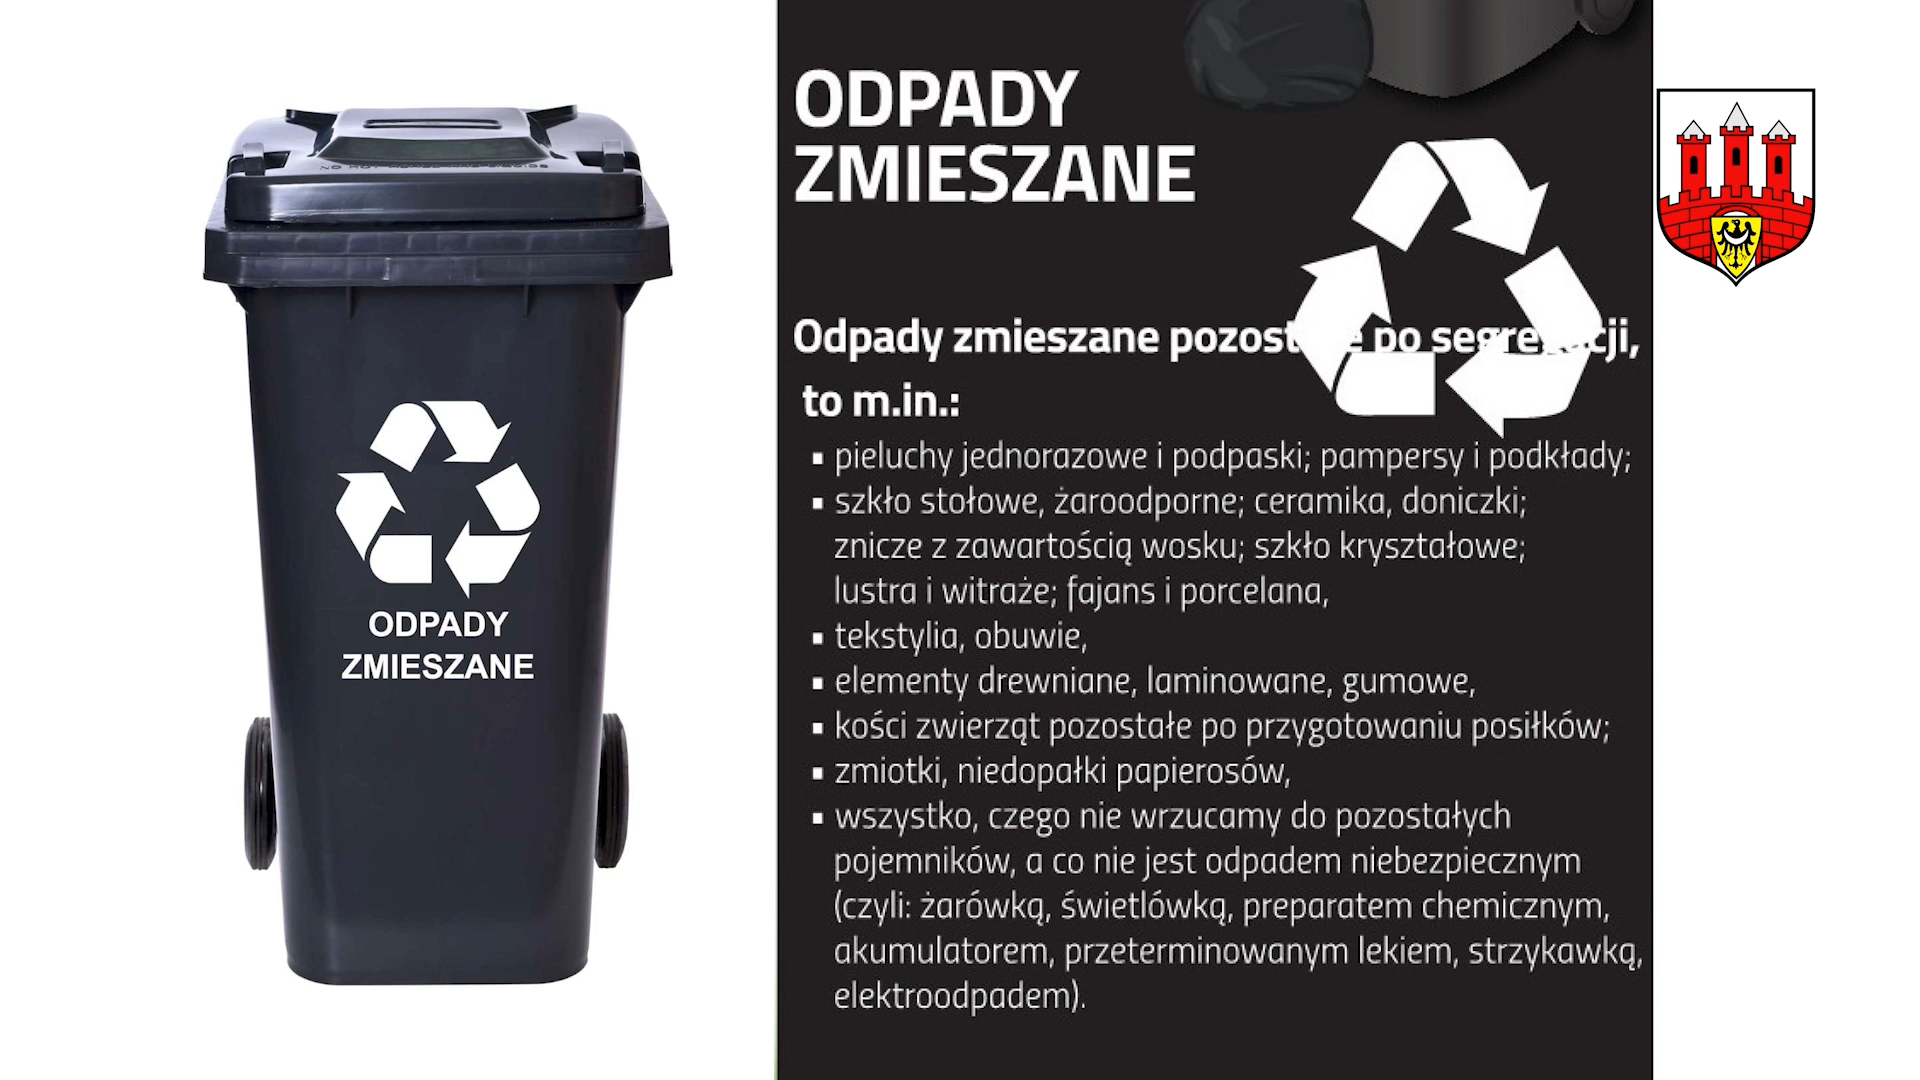 ODPADY
ZMIESZANE
ODPADY
ZMIESZANE
Odpady zmieszane po segregacji,
to m.in.:
▪ pieluchy jednorazowe i podpaski; pampersy i podkłady;
▪ szkło stołowe, żaroodporne; ceramika, doniczki;
znicze z zawartością wosku; szkło kryształowe;
lustra i witraże; fajans i porcelana,
▪ tekstylia, obuwie,
▪ elementy drewniane, laminowane, gumowe,
▪ kości zwierząt pozostałe po przygotowaniu posiłków;
▪ zmiotki, niedopałki papierosów,
▪ wszystko, czego nie wrzucamy do pozostałych
pojemników, a co nie jest odpadem niebezpiecznym
(czyli: żarówką, świetlówką, preparatem chemicznym,
akumulatorem, przeterminowanym lekiem, strzykawką,
elektroodpadem).